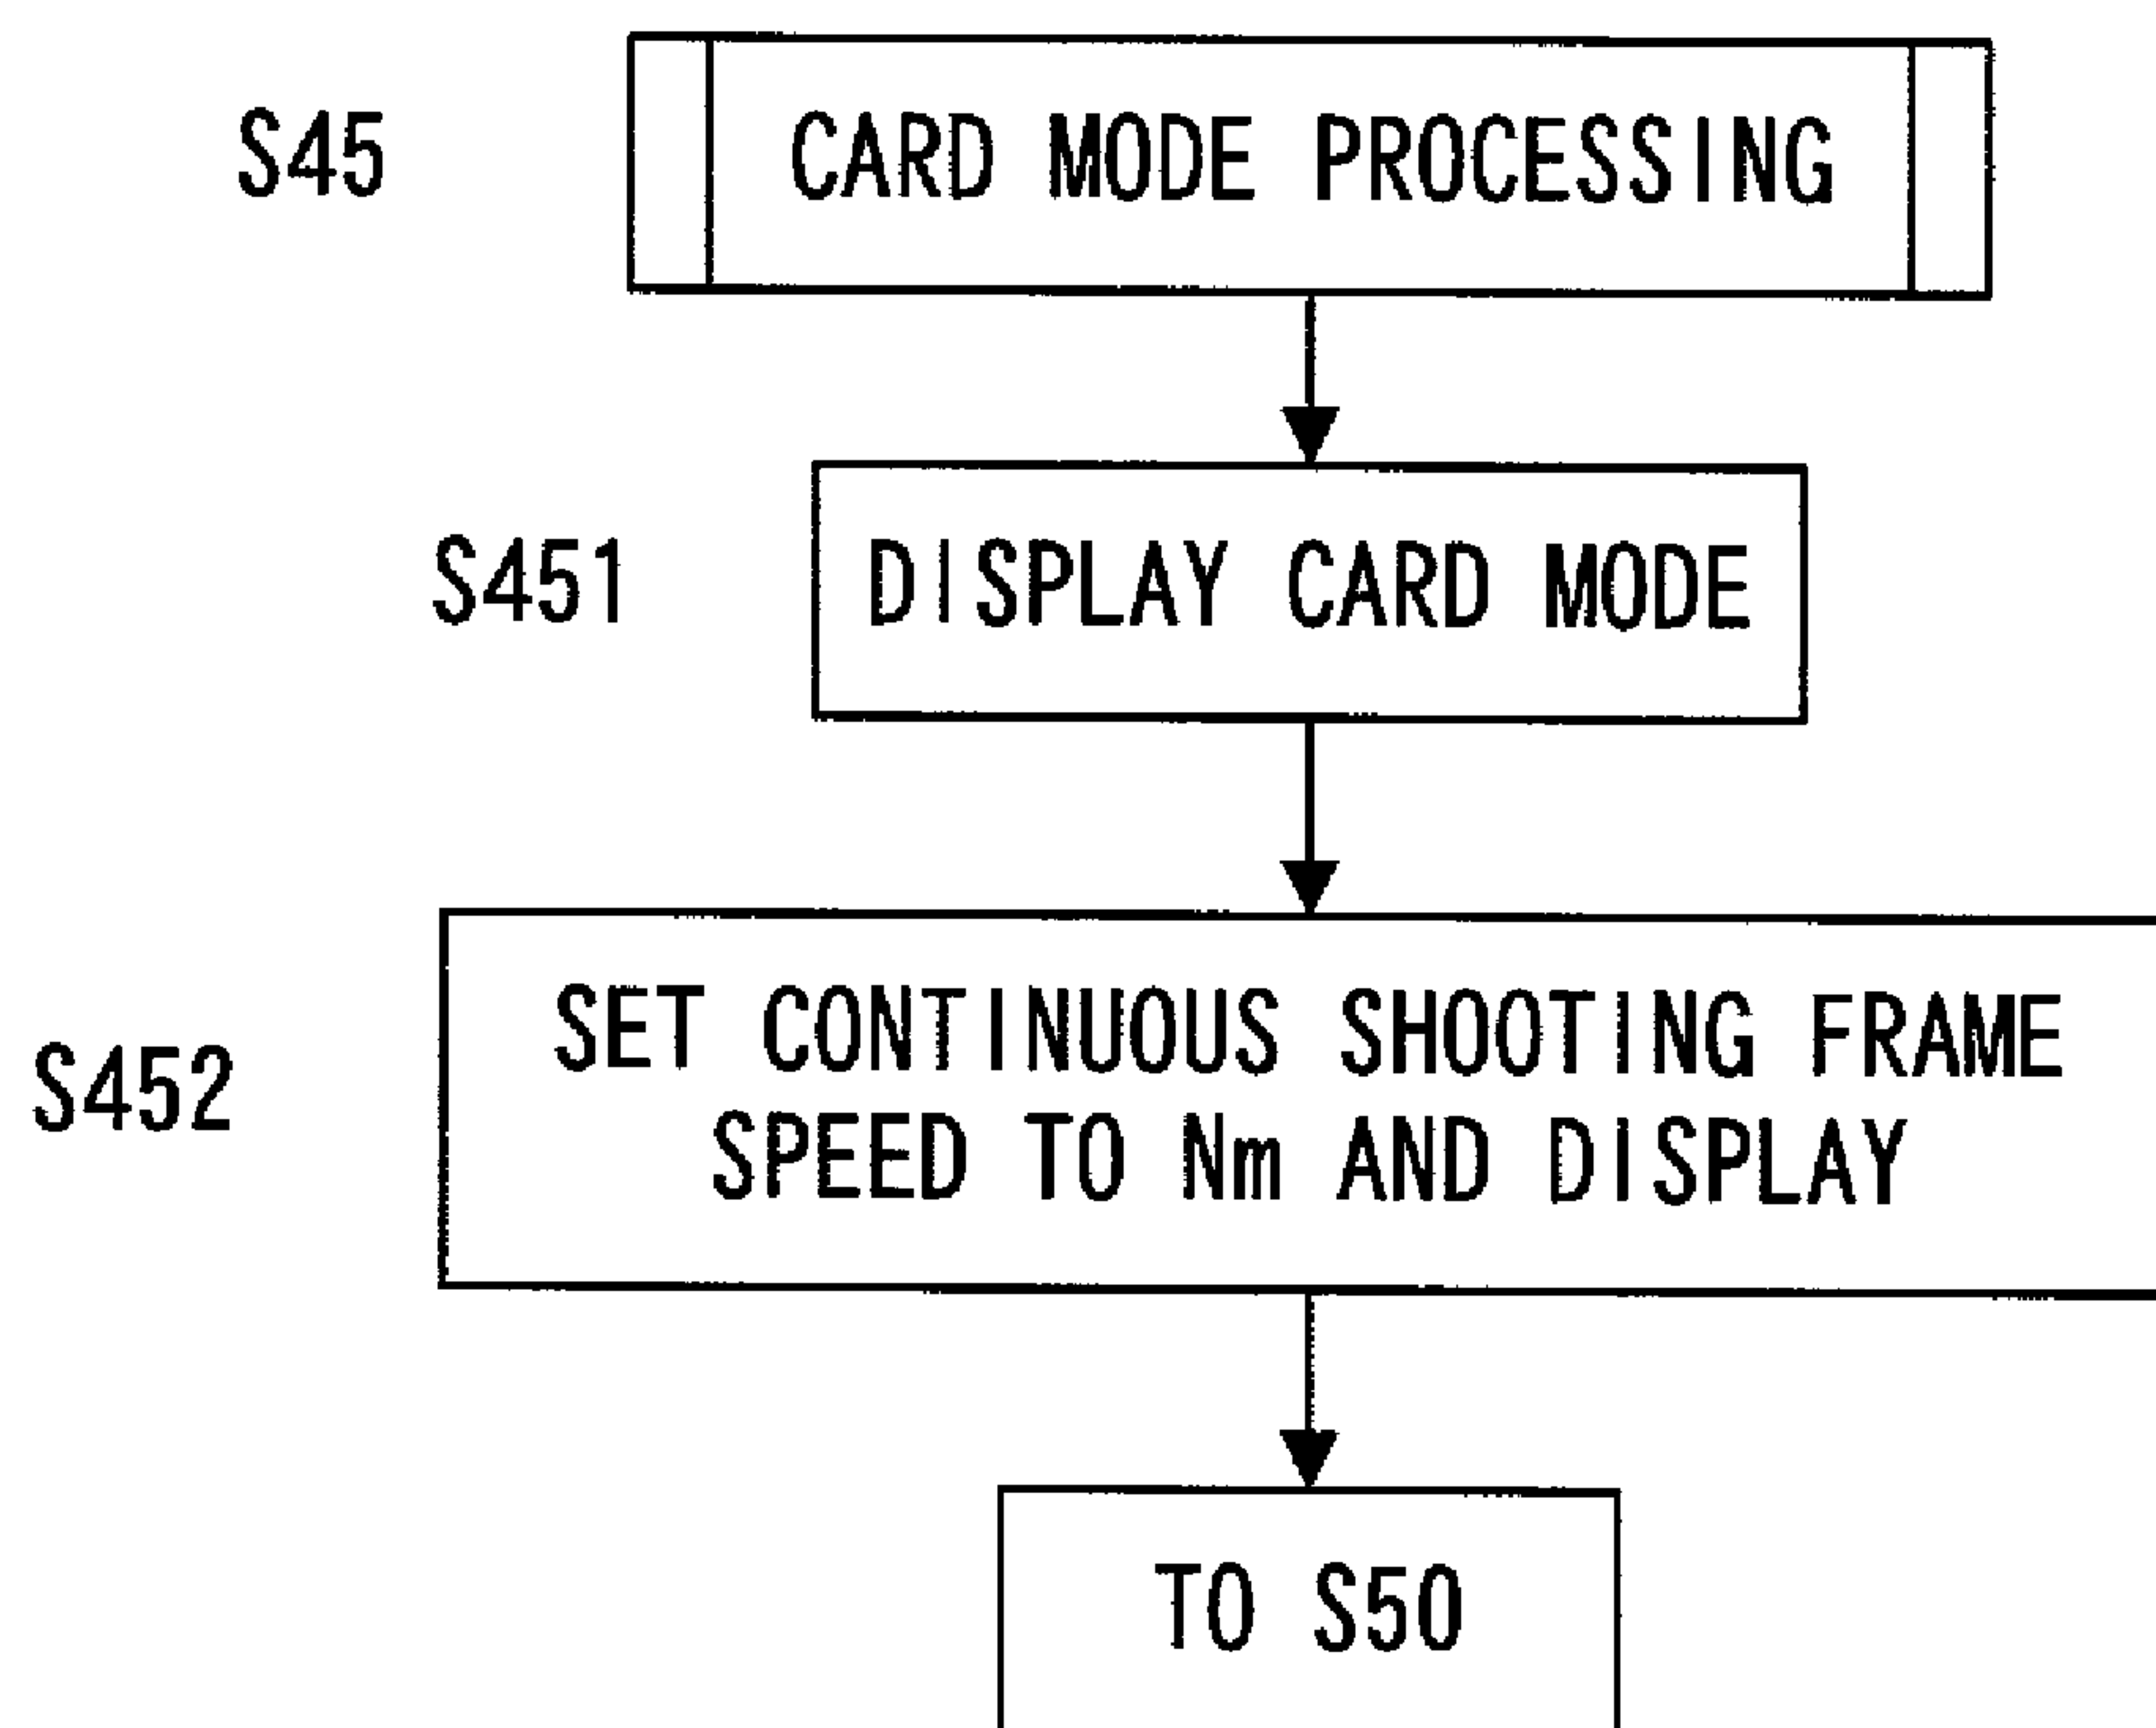 S45
CARD MODE PROCESSING
S451
DISPLAY CARD MODE
S452
SET CONTINUOUS SHOOTING FRAME
SPEED TO Nm AND DISPLAY
TO S50